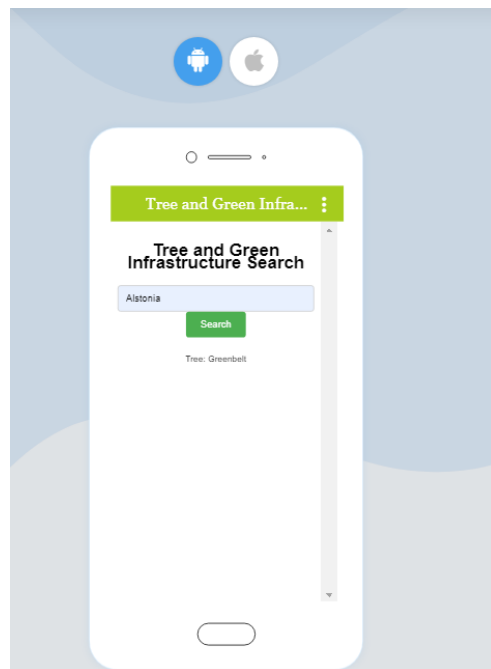 Tree and Green Infra...
Tree and Green
Infrastructure Search
Alstonia
Search
Tree: Greenbelt